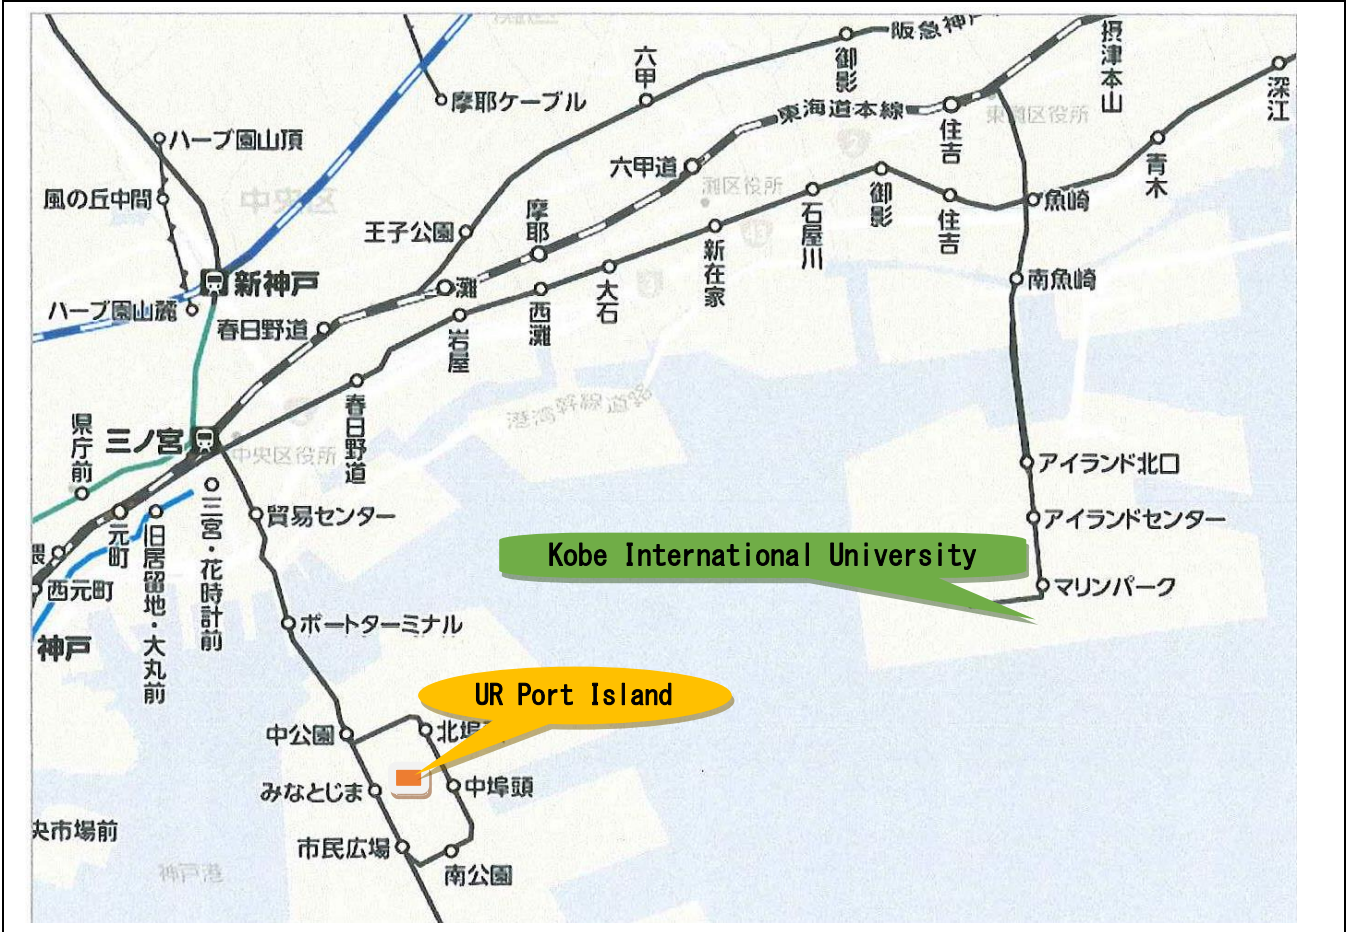 阪急神戸
摂津本山
深江
御影
六甲
摩耶ケーブル
東海道本線
住吉
東灘区役所
ハーブ園山頂
六甲道
青木
灘区役所
風の丘中間
中央区
御影
住吉
魚崎
石屋川
王子公園
摩耶
新在家
新神戸
灘
大石
西灘
南魚崎
ハーブ園山麓
春日野道
岩屋
港湾幹線道路
春日野道
県庁前
三ノ宮
中央区役所
アイランド北口
三宮・花時計前
貿易センター
アイランドセンター
元町
旧居留地・大丸前
Kobe International University
西元町
マリンパーク
ポートターミナル
神戸
UR Port Island
中公園
北埠
みなとじま
中埠頭
央市場前
市民広場
南公園
神戸港